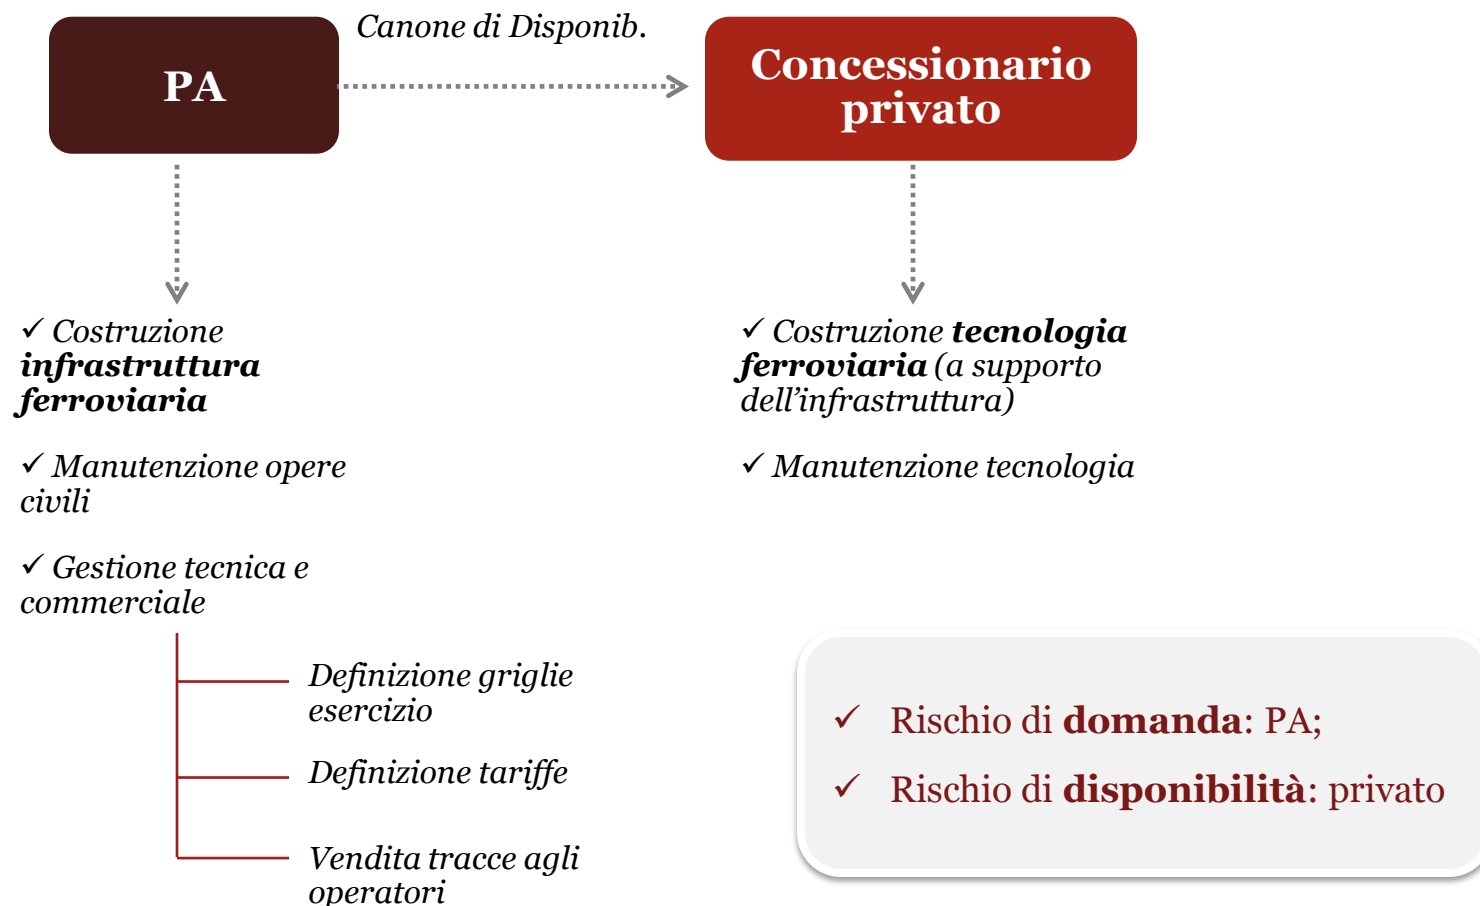 PA
Canone di Disponib.
Concessionario
privato
✓ Costruzione
infrastruttura
ferroviaria
✓ Manutenzione opere
civili
✓ Gestione tecnica e
commerciale
Definizione griglie
esercizio
Definizione tariffe
Vendita tracce agli
operatori
✓ Costruzione tecnologia
ferroviaria (a supporto
dell’infrastruttura)
✓ Manutenzione tecnologia
✓ Rischio di domanda: PA;
✓ Rischio di disponibilità: privato